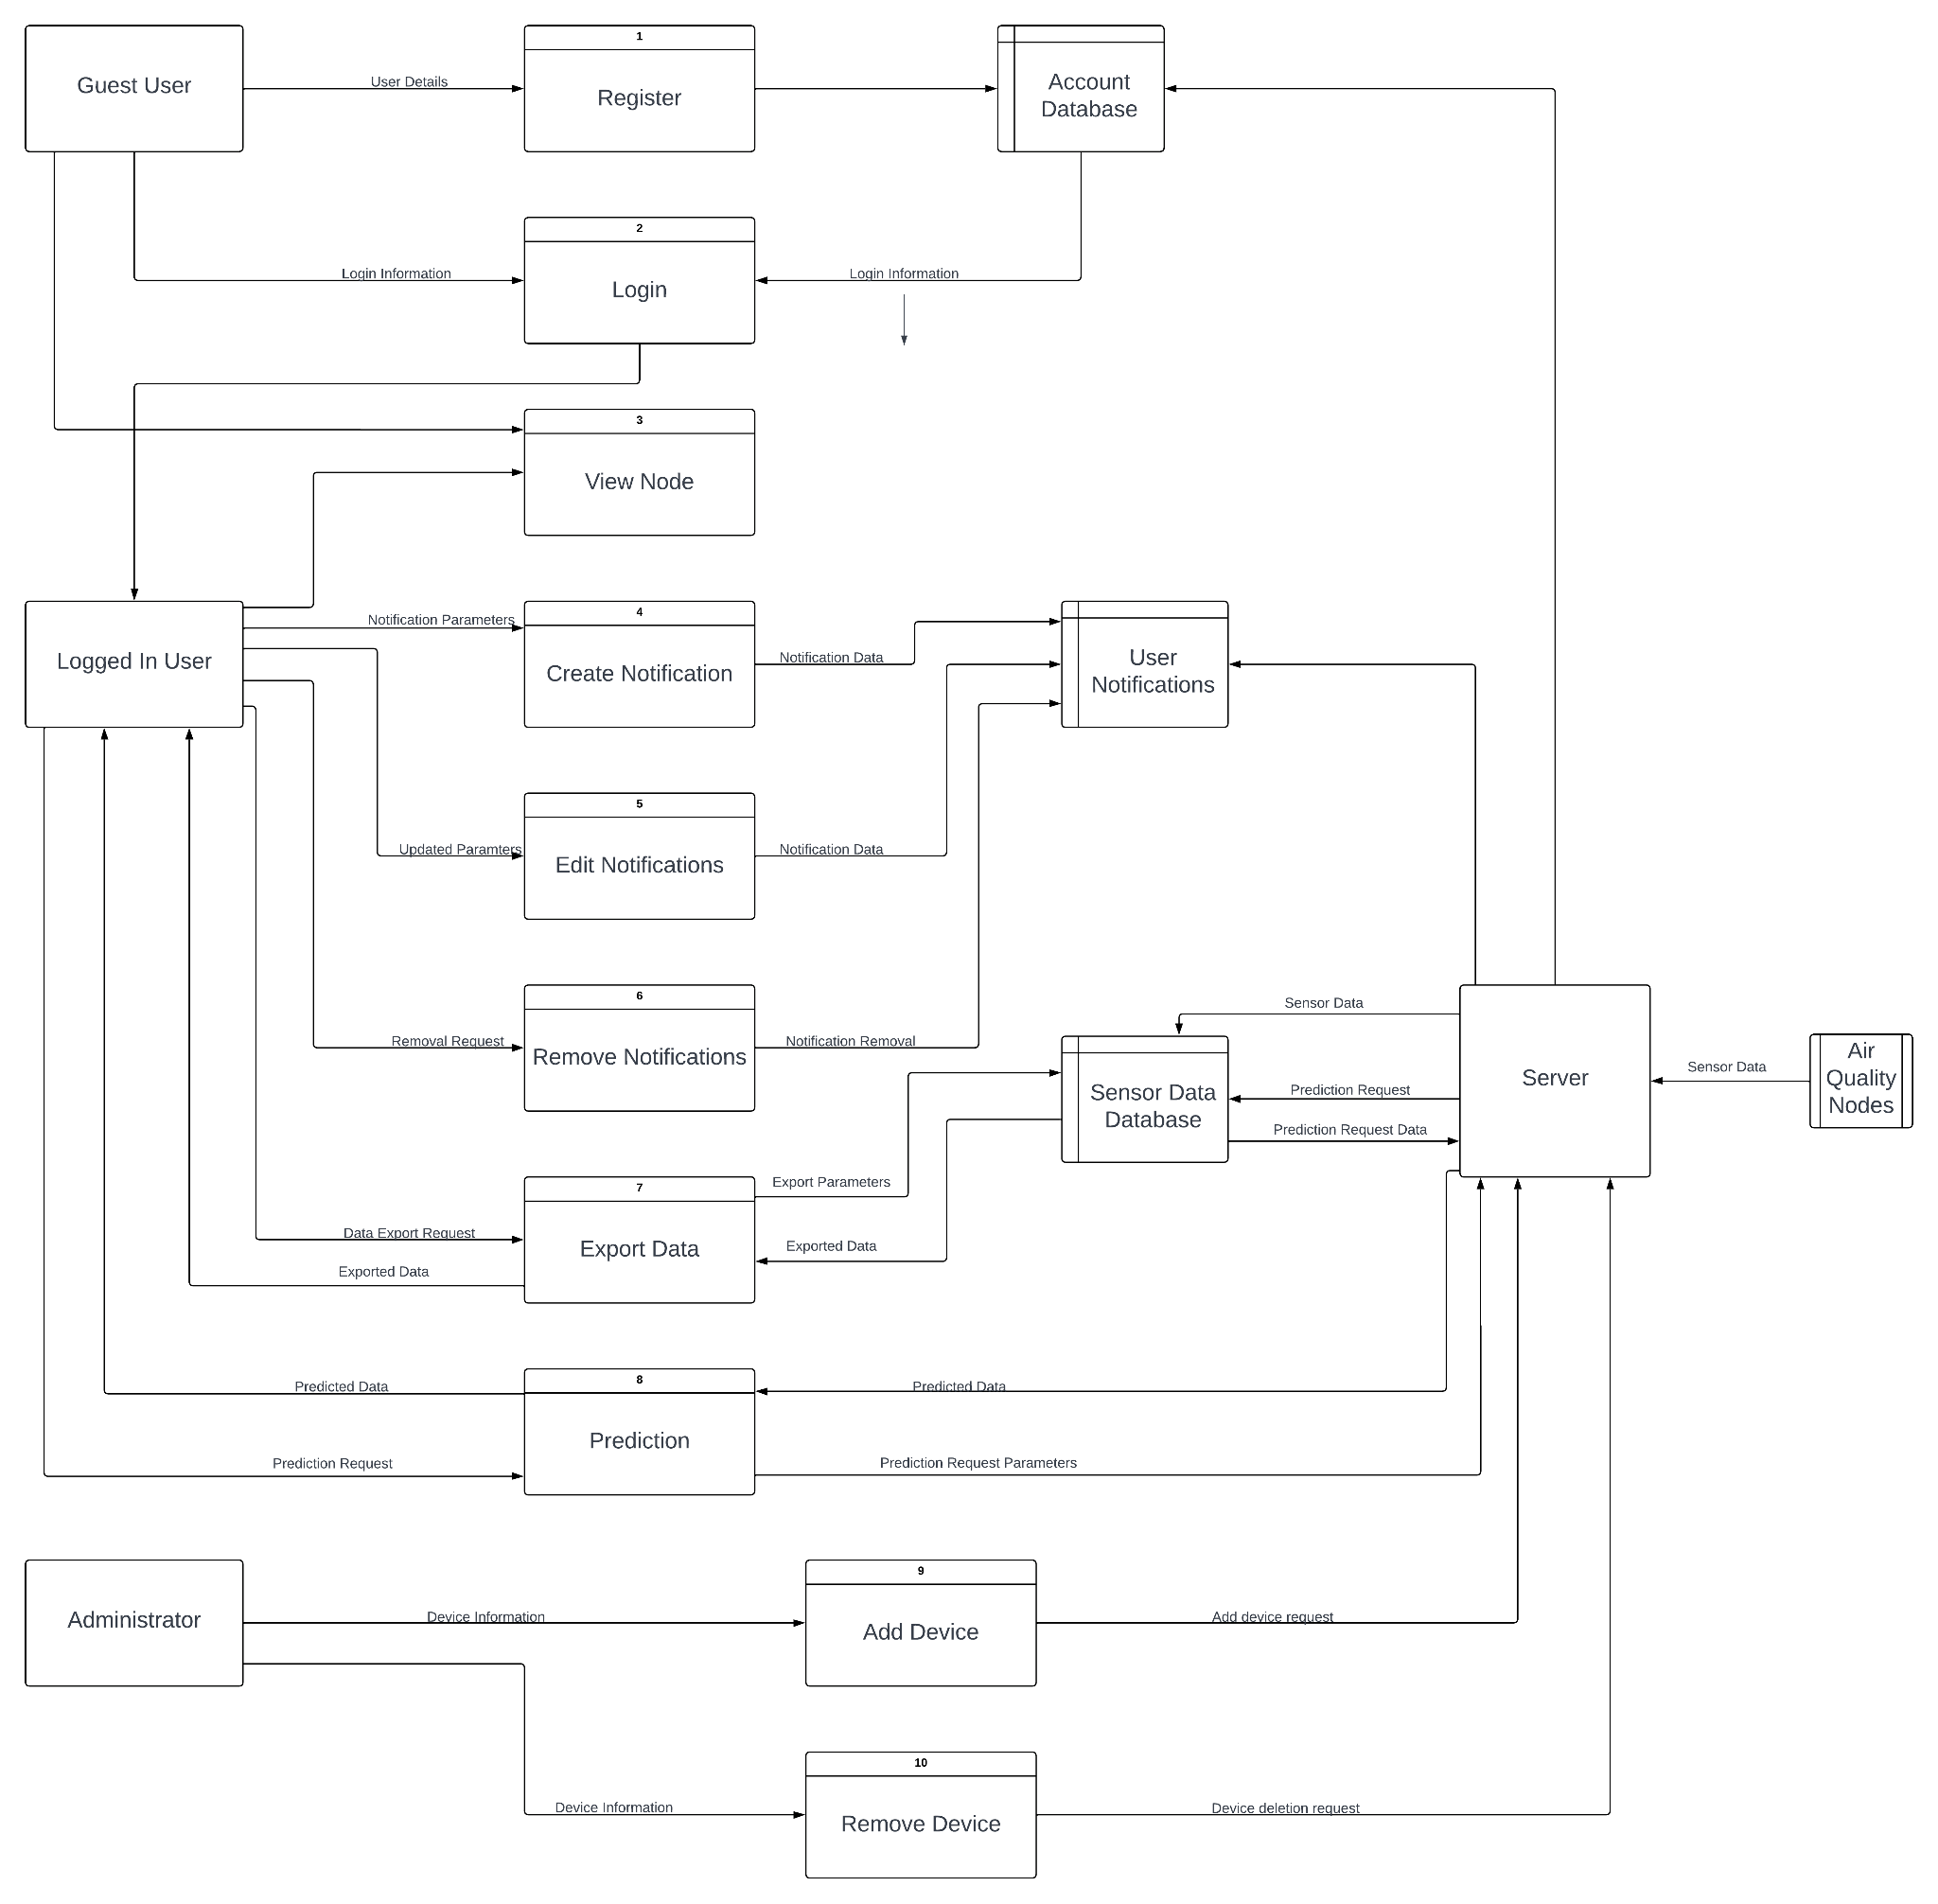 Guest User
User Details
1
Register
Account
Database
2
Login Information
Login
Login Information
3
View Node
Logged In User
Notification Parameters
4
Create Notification
Notification Data
User
Notifications
5
Updated Paramters
Edit Notifications
Notification Data
6
Removal Request
Remove Notifications
Notification Removal
Sensor Data
Sensor Data
Database
Prediction Request
Prediction Request Data
Server
Sensor Data
Air
Quality
Nodes
7
Export Parameters
Data Export Request
Export Data
Exported Data
Exported Data
8
Predicted Data
Predicted Data
Prediction
Prediction Request
Prediction Request Parameters
Administrator
Device Information
9
Add Device
Add device request
10
Device Information
Remove Device
Device deletion request